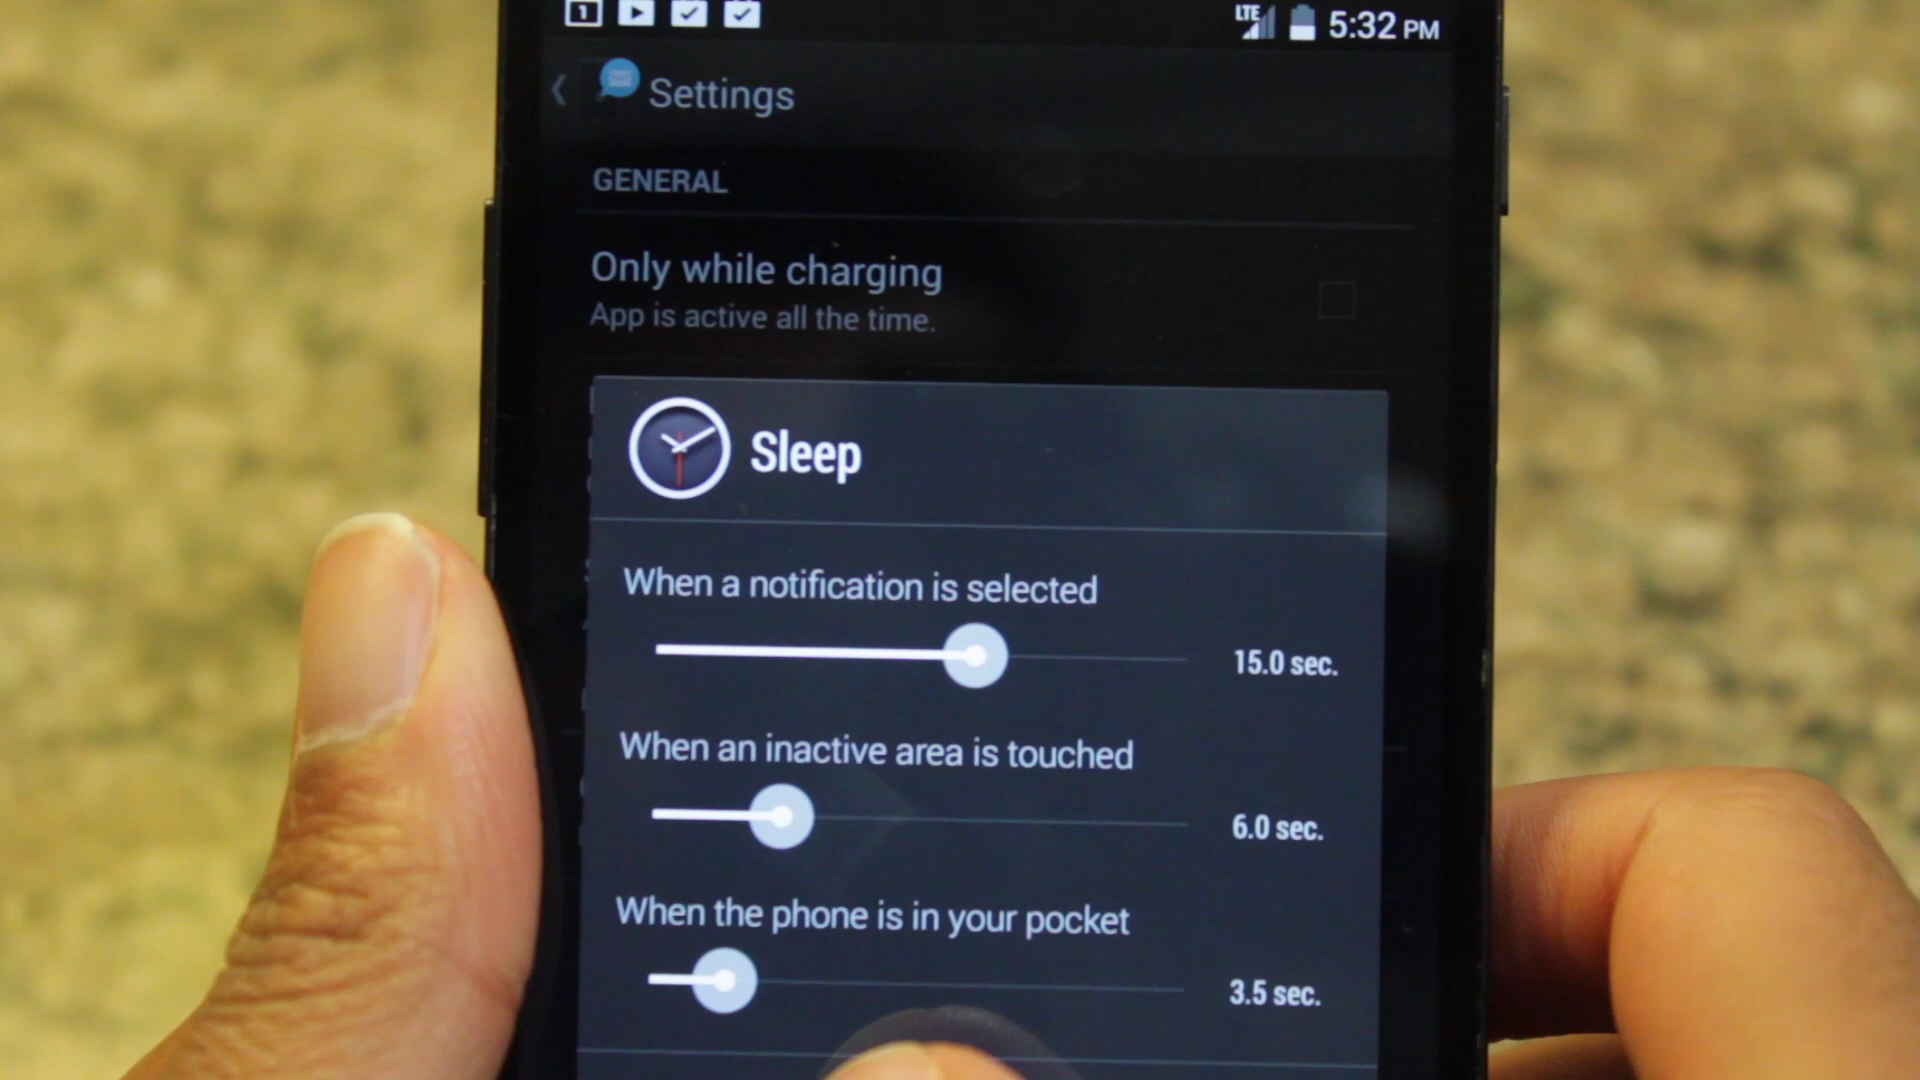 1
LTE 5:32 PM
Settings
GENERAL
Only while charging
App is active all the time.
Sleep
When a notification is selected
15.0 sec.
When an inactive area is touched
6.0 sec.
When the phone is in your pocket
3.5 sec.